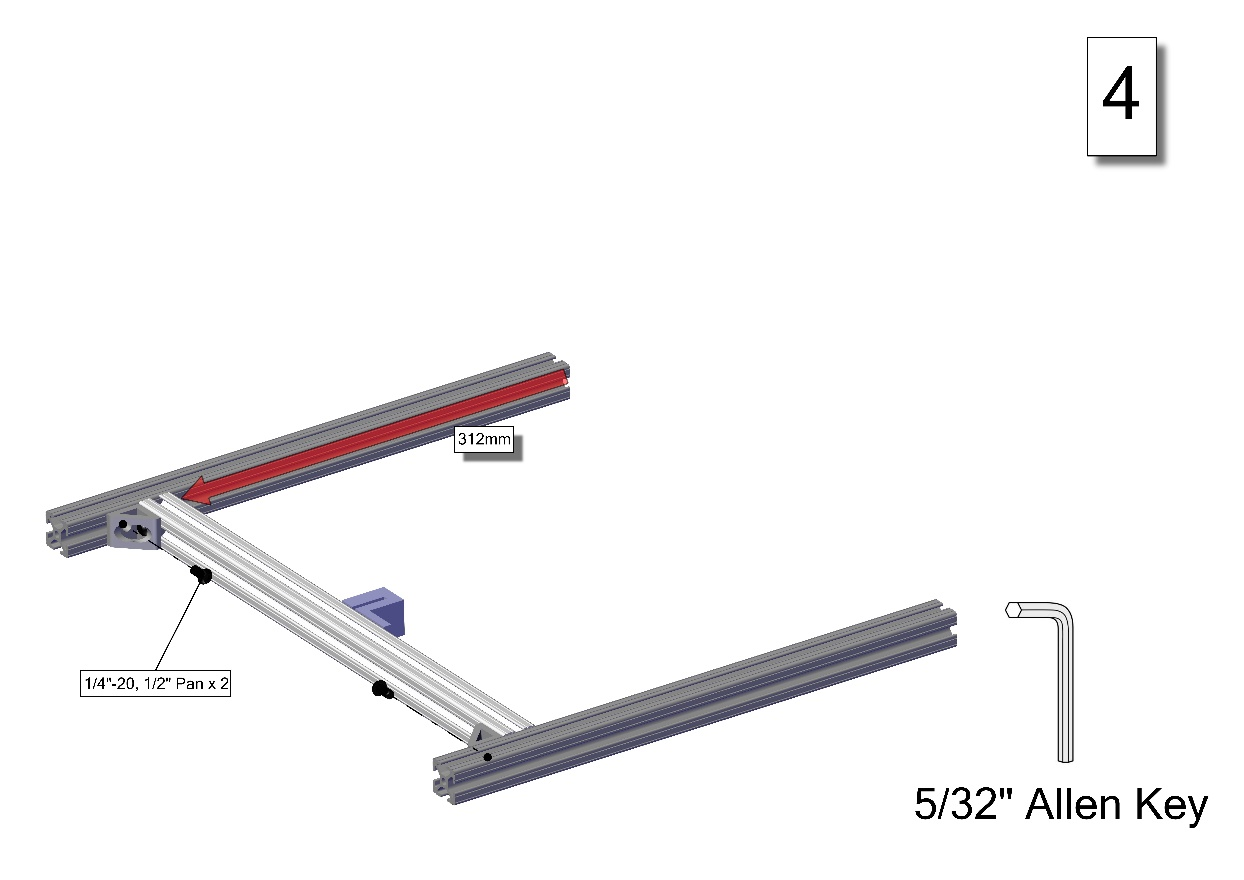 4
312mm
1/4"-20, 1/2" Pan x 2
5/32" Allen Key